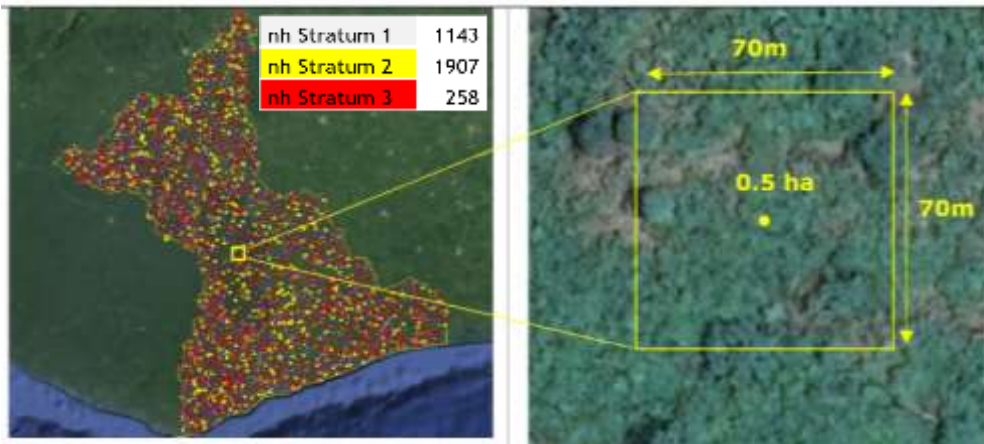 nh Stratum 1 1143
nh Stratum 2 1907
nh Stratum 3 258
70m
0.5 ha
70m